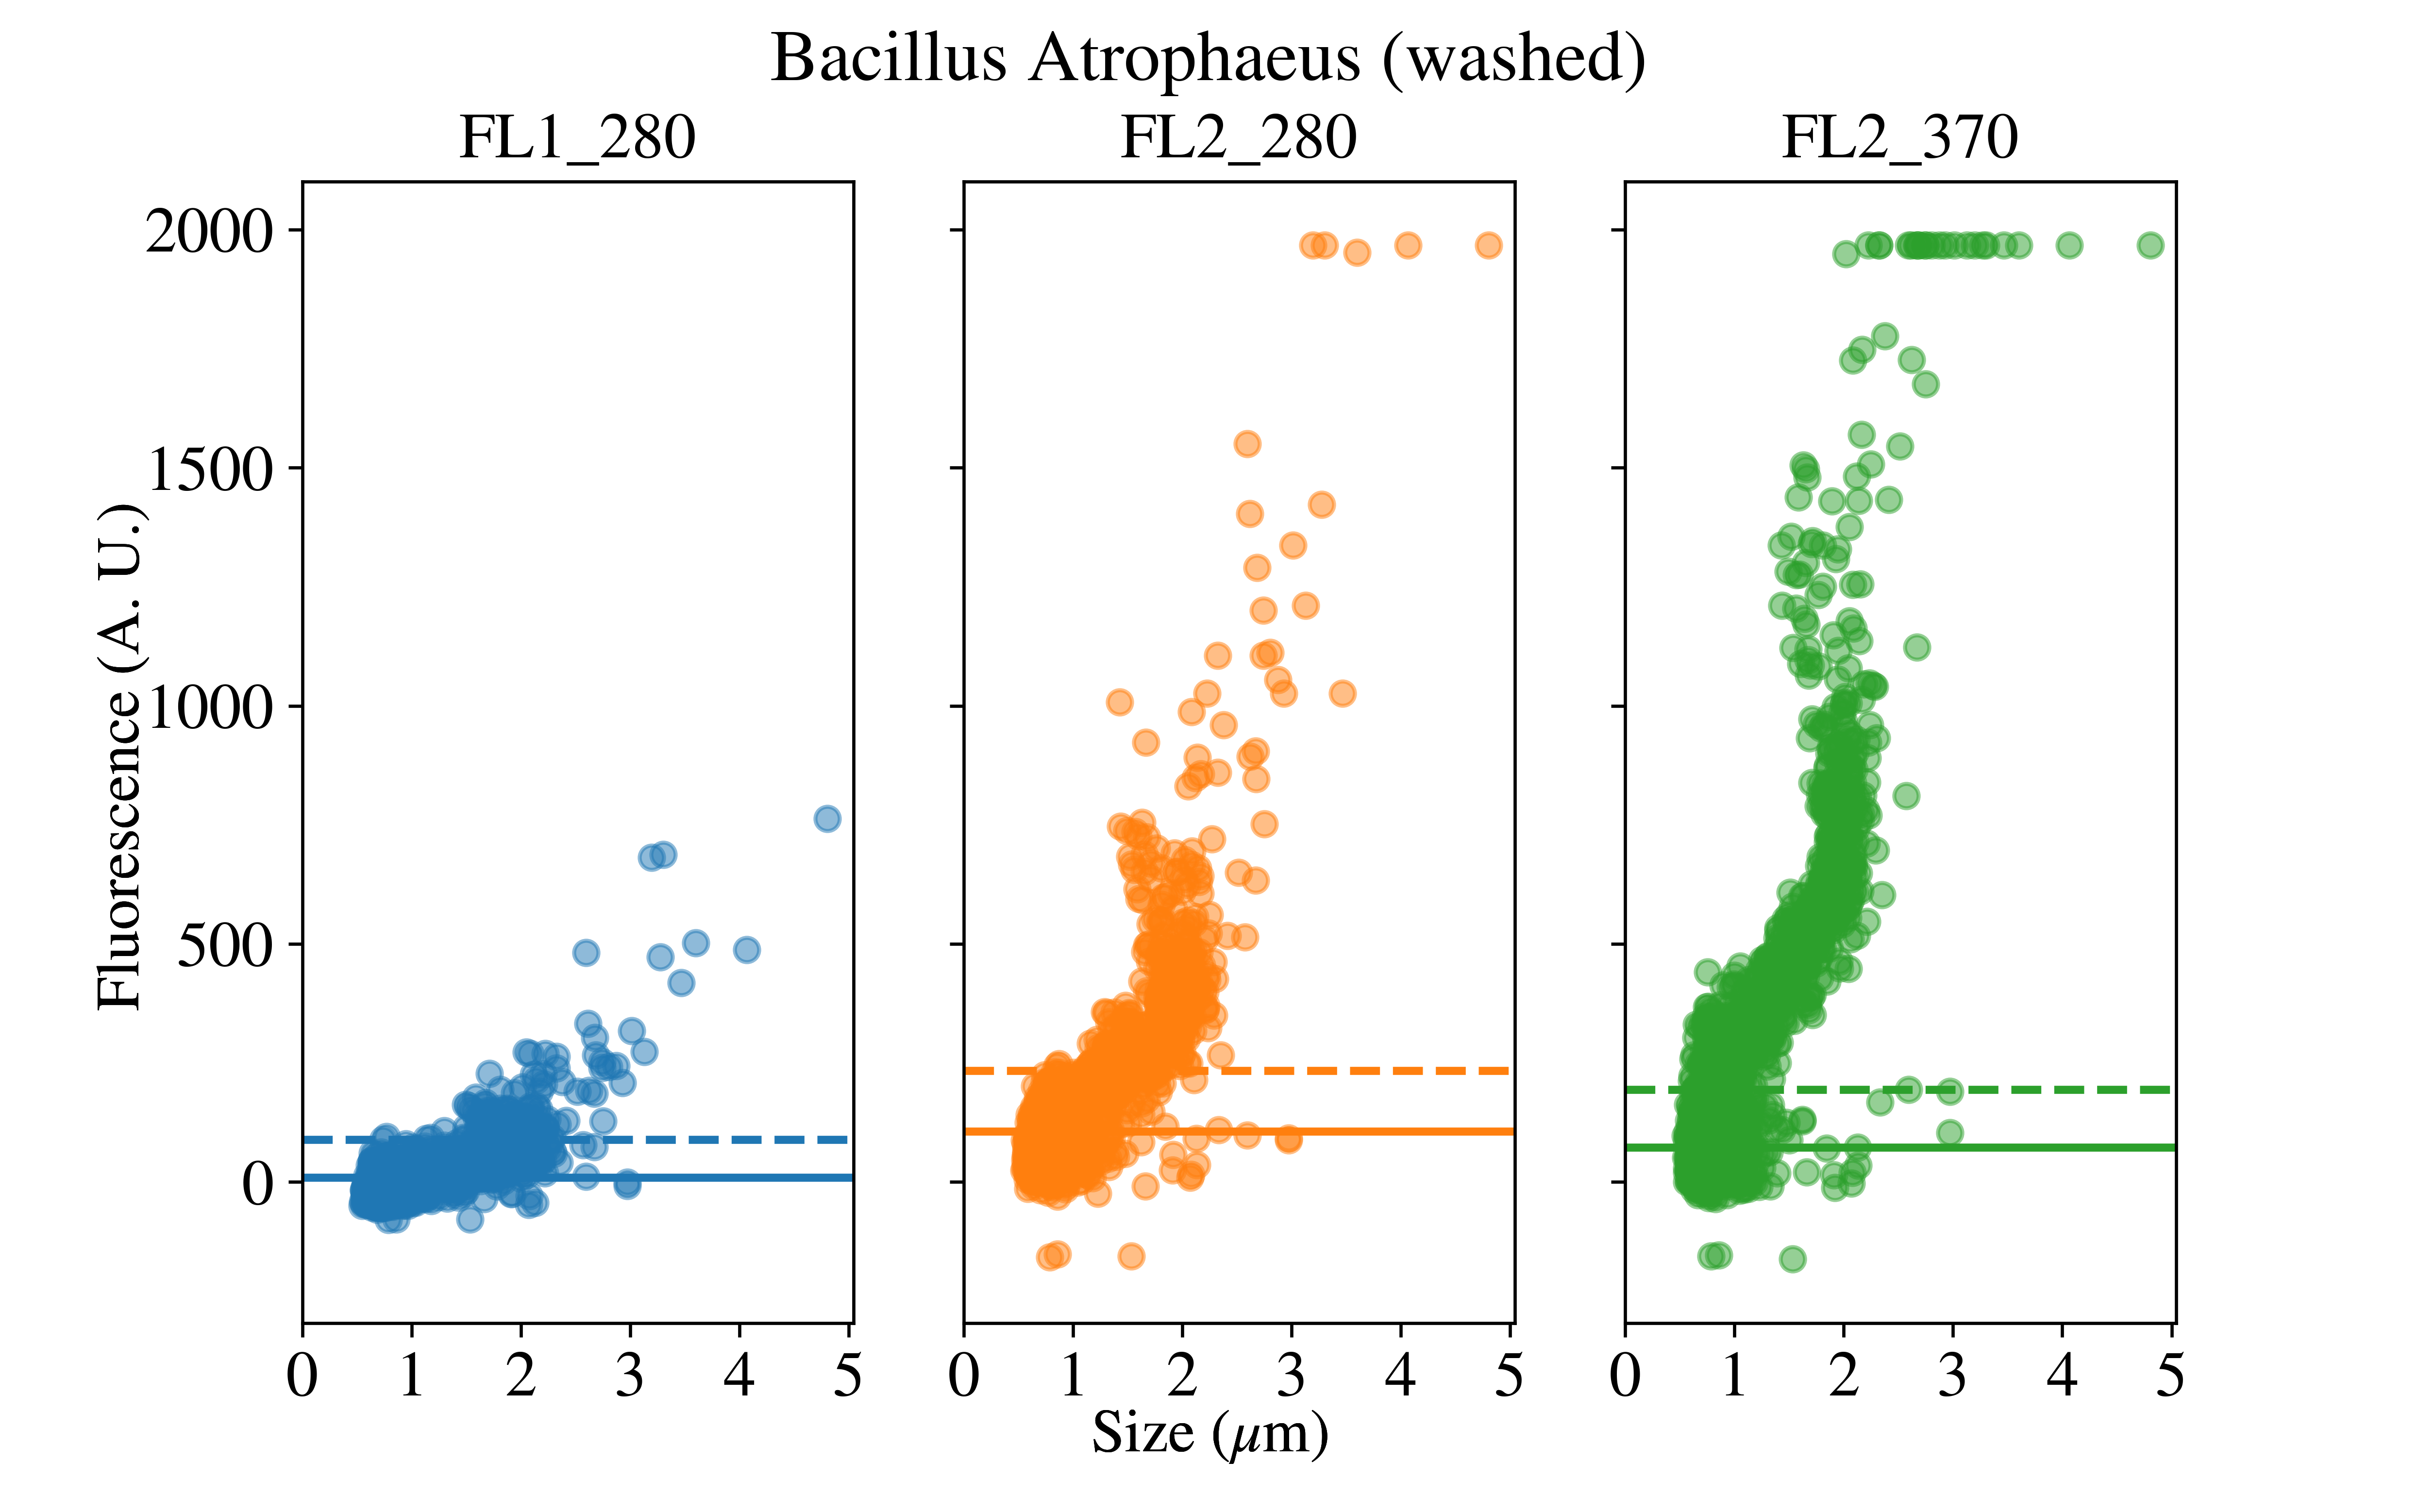 Bacillus Atrophaeus (washed)
FL1_280 FL2_280 FL2_370
Fluorescence (A. U.)
2000
1500
1000
500
0
0 1 2 3 4 5 0 1 2 3 4 5 0 1 2 3 4 5
Size (μm)